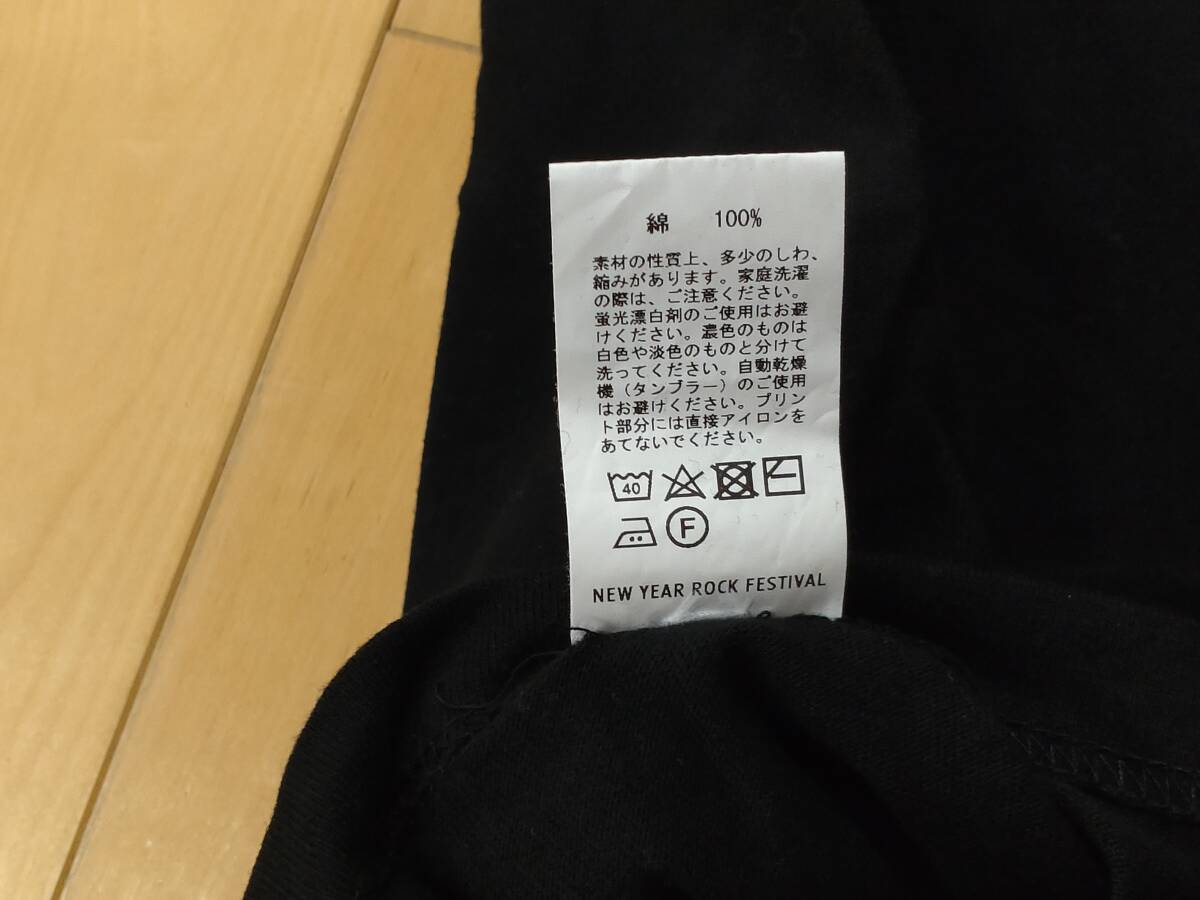 綿 100%
素材の性質上、多少のしわ、
縮みがあります。家庭洗濯
の際は、ご注意ください。
蛍光漂白剤のご使用はお避
けください。濃色のものは
白色や淡色のものと分けて
洗ってください。自動乾燥
機（タンブラー）のご使用
はお避けください。プリン
ト部分には直接アイロンを
あてないでください。
40
F
NEW YEAR ROCK FESTIVAL